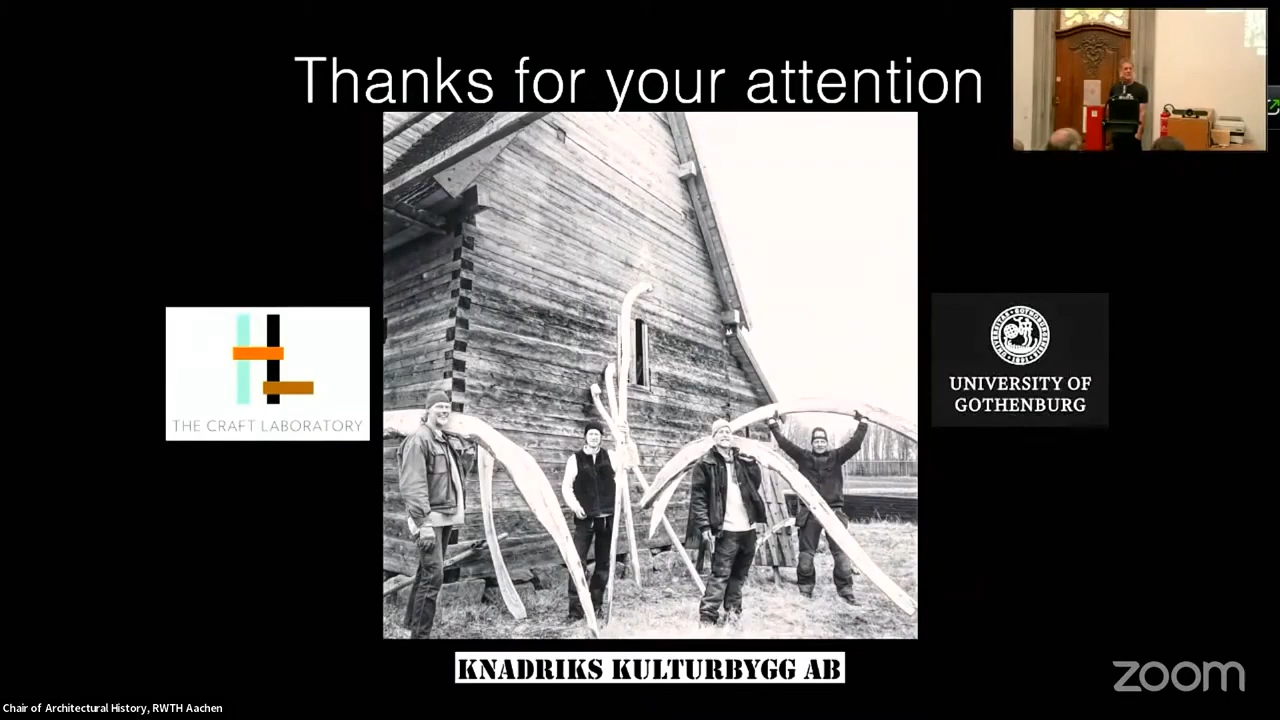 Thanks for your attention
THE CRAFT LABORATORY
UNIVERSITY OF
GOTHENBURG
KNADRIKS KULTURBYGG AB
zoom
Chair of Architectural History, RWTH Aachen